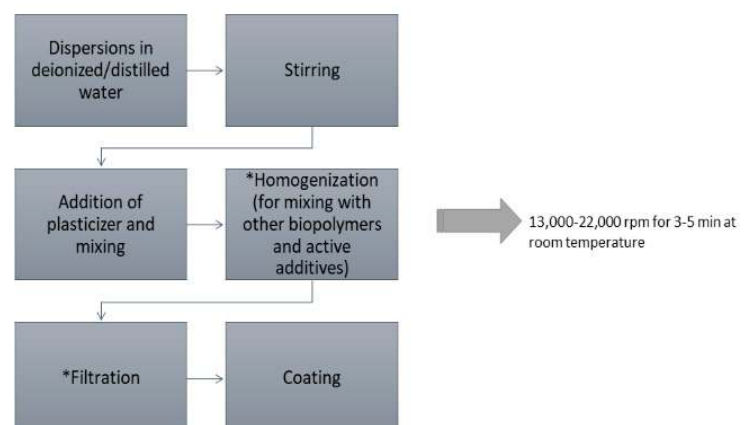 Dispersions in
deionized/distilled
water
Stirring
Addition of
plasticizer and
mixing
*Homogenization
(for mixing with
other biopolymers
and active
additives)
13,000-22,000 rpm for 3-5 min at
room temperature
*Filtration
Coating